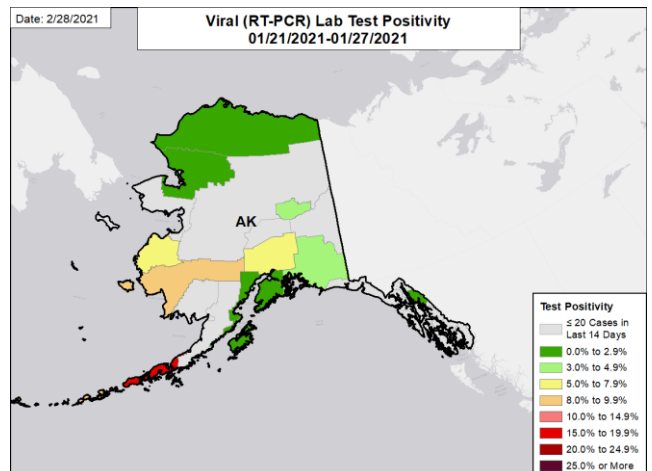 Date: 2/28/2021
Viral (RT-PCR) Lab Test Positivity
01/21/2021-01/27/2021
AK
Test Positivity
≤ 20 Cases in
Last 14 Days
0.0% to 2.9%
3.0% to 4.9%
5.0% to 7.9%
8.0% to 9.9%
10.0% to 14.9%
15.0% to 19.9%
20.0% to 24.9%
25.0% or More